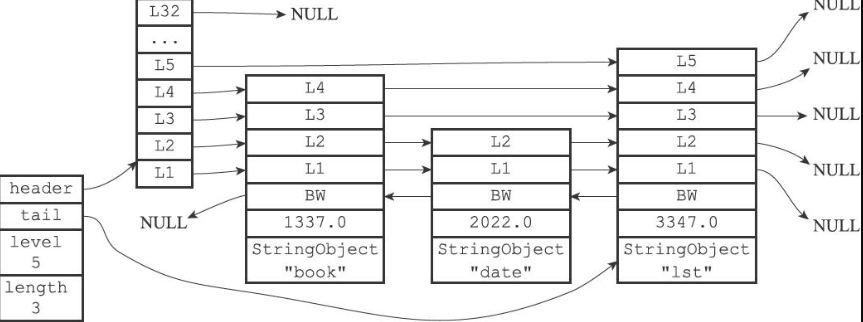 header
tail
level
5
length
3
L32
...
L5
L4
L3
L2
L1
NULL
NULL
L4
L3
L2
L1
BW
1337.0
StringObject
"book"
L2
L1
BW
2022.0
StringObject
"date"
L5
L4
L3
L2
L1
BW
3347.0
StringObject
"lst"
NULL
NULL
NULL
NULL
NULL